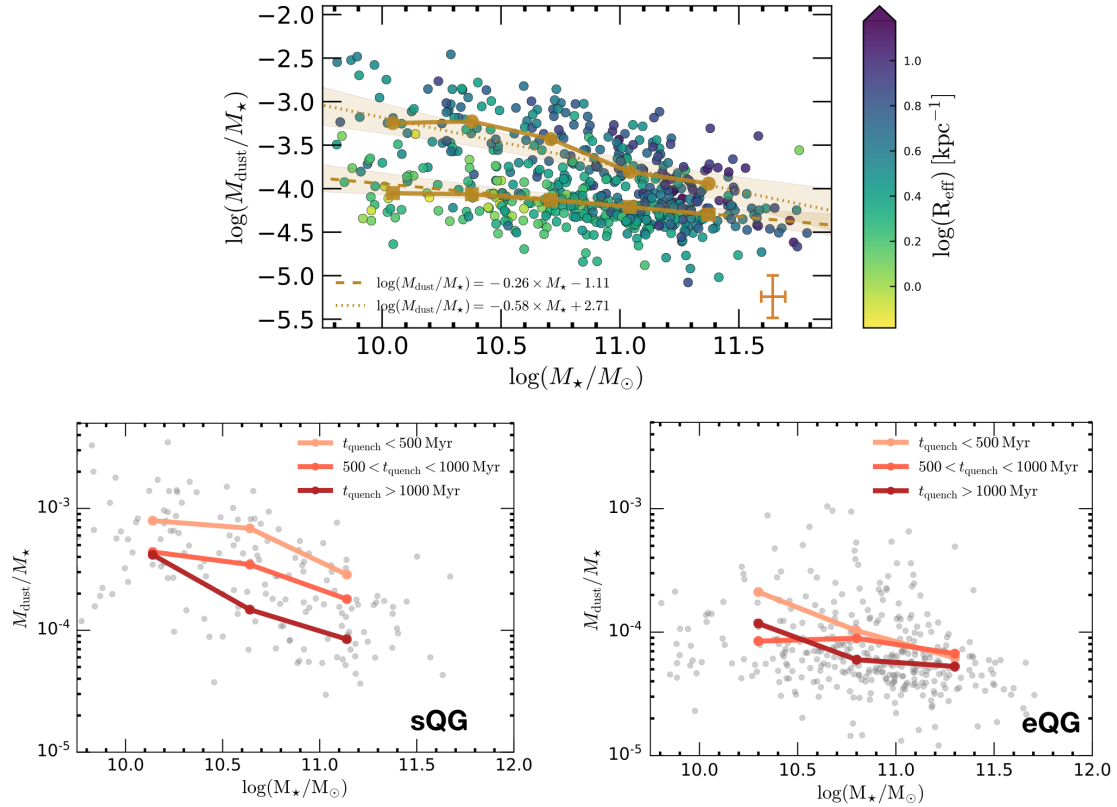 −2.0
−2.5
−3.0
−3.5
−4.0
−4.5
−5.0
−5.6
log(M_dust/M_⋆)
log(M_dust/M_⋆) = −0.26 × M_⋆ − 1.11
log(M_dust/M_⋆) = −0.58 × M_⋆ + 2.71
10.0 10.5 11.0 11.5
log(M_⋆/M_⊙)
1.0
0.8
0.6
0.4
0.2
0.0
log(R_eff) [kpc⁻¹]
t_quench < 500 Myr
500 < t_quench < 1000 Myr
t_quench > 1000 Myr
10⁻³
10⁻⁴
10⁻⁵
M_dust/M_⋆
sQG
10.0 10.5 11.0 11.5 12.0
log(M_⋆/M_⊙)
t_quench < 500 Myr
500 < t_quench < 1000 Myr
t_quench > 1000 Myr
10⁻³
10⁻⁴
10⁻⁵
M_dust/M_⋆
eQG
10.0 10.5 11.0 11.5 12.0
log(M_⋆/M_⊙)